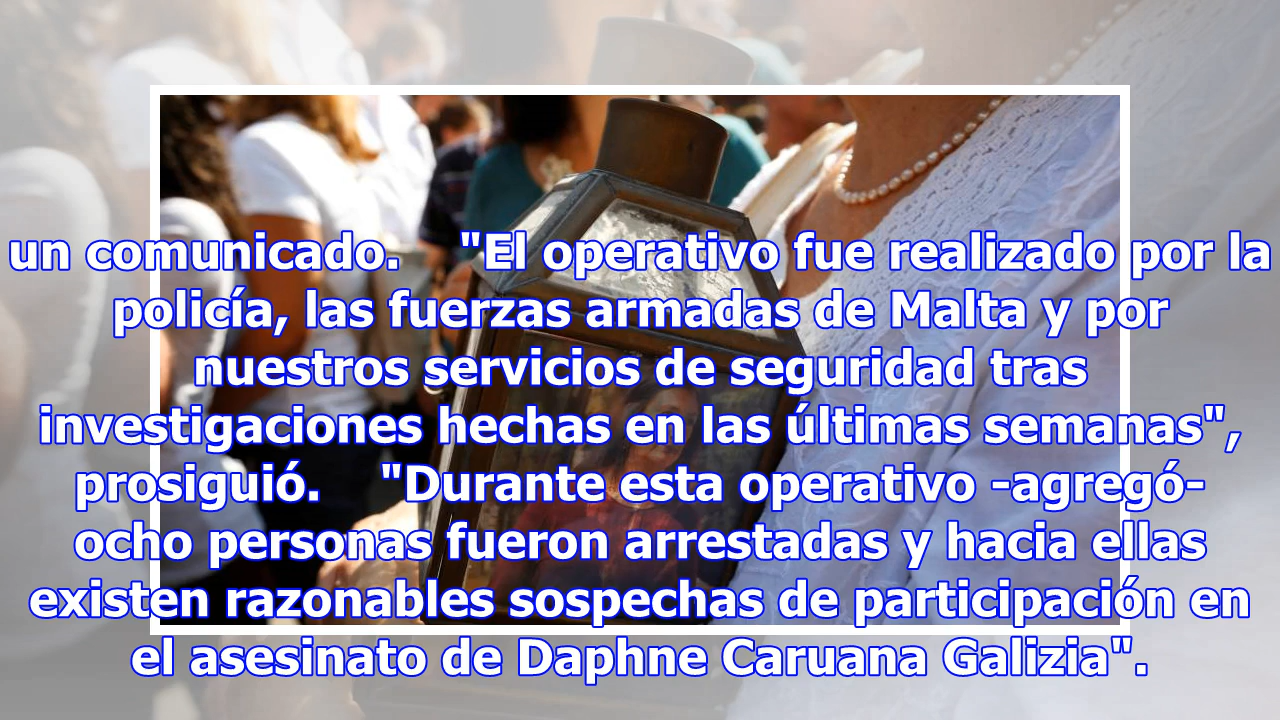 un comunicado.   "El operativo fue realizado por la
policía, las fuerzas armadas de Malta y por
nuestros servicios de seguridad tras
investigaciones hechas en las últimas semanas",
prosiguió.   "Durante esta operativo -agregó-
ocho personas fueron arrestadas y hacia ellas
existen razonables sospechas de participación en
el asesinato de Daphne Caruana Galizia".